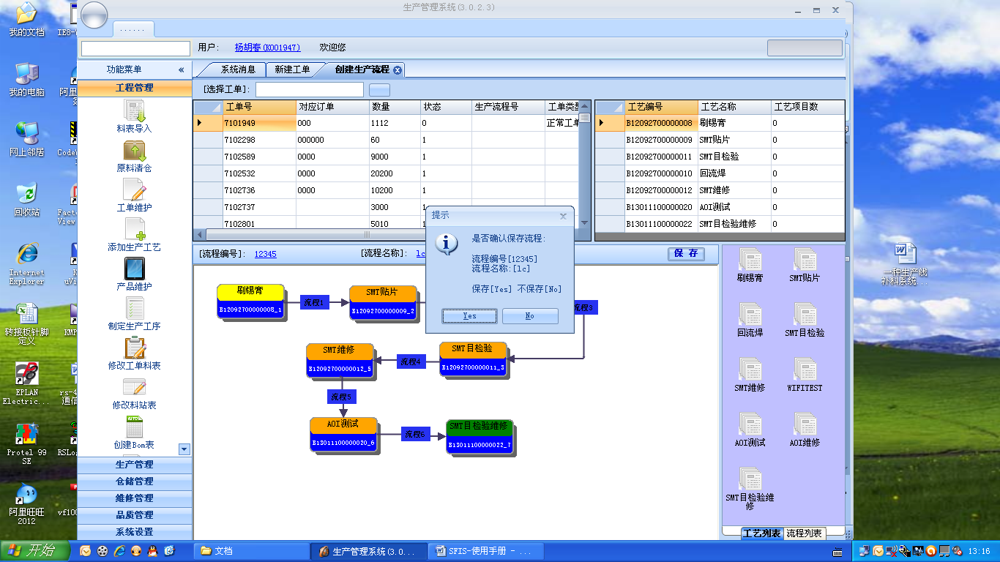 生产管理系统(3.0.2.3)
我的文档
我的电脑
网上邻居
回收站
Internet
Explorer
转接板针脚
定义
EPLAN
Electric...
Protel 99
SE
阿里旺旺
2012
......
用户:
杨胡春(K001947)
欢迎您
功能菜单
«
工程管理
料表导入
原料清仓
工单维护
添加生产工艺
产品维护
制定生产工序
修改工单料表
修改料站表
创建Bom表
生产管理
仓储管理
维修管理
品质管理
系统设置
系统消息
新建工单
创建生产流程
[选择工单]:
工单号 对应订单 数量 状态 生产流程号 工单类型
7101949 000 1112 0 正常工单
7102298 000000 60 1
7102589 0000 9000 1
7102532 0000 20200 1
7102736 0000 10200 1
7102737 3000 1
7102801 5010
工艺编号 工艺名称 工艺项目数
B12092700000008 刷锡膏 0
B12092700000009 SMT贴片 0
B12092700000011 SMT目检验 0
B12092700000010 回流焊 0
B12092700000012 SMT维修 0
B13011100000020 AOI测试 0
B13011100000022 SMT目检验维修 0
[流程编号]: 12345
[流程名称]: lc
保 存
提示
是否确认保存流程:
流程编号[12345]
流程名称:[lc]
保存[Yes] 不保存[No]
Yes
No
刷锡膏
B12092700000008_1
流程1
SMT贴片
B12092700000009_2
流程3
SMT维修
B12092700000012_5
流程4
SMT目检验
B12092700000011_3
流程5
AOI测试
B13011100000020_6
流程6
SMT目检验维修
B13011100000022_7
刷锡膏
SMT贴片
回流焊
SMT目检验
SMT维修
WIFITEST
AOI测试
AOI维修
SMT目检验维
修
工艺列表
流程列表
一种生产线
补料系统...
开始
文档
生产管理系统(3.0...
SFIS-使用手册 - ...
13:16